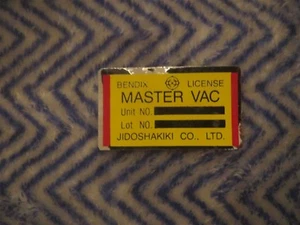 BENDIX LICENSE
MASTER VAC
Unit NO.
Lot NO.
JIDOSHAKIKI CO., LTD.